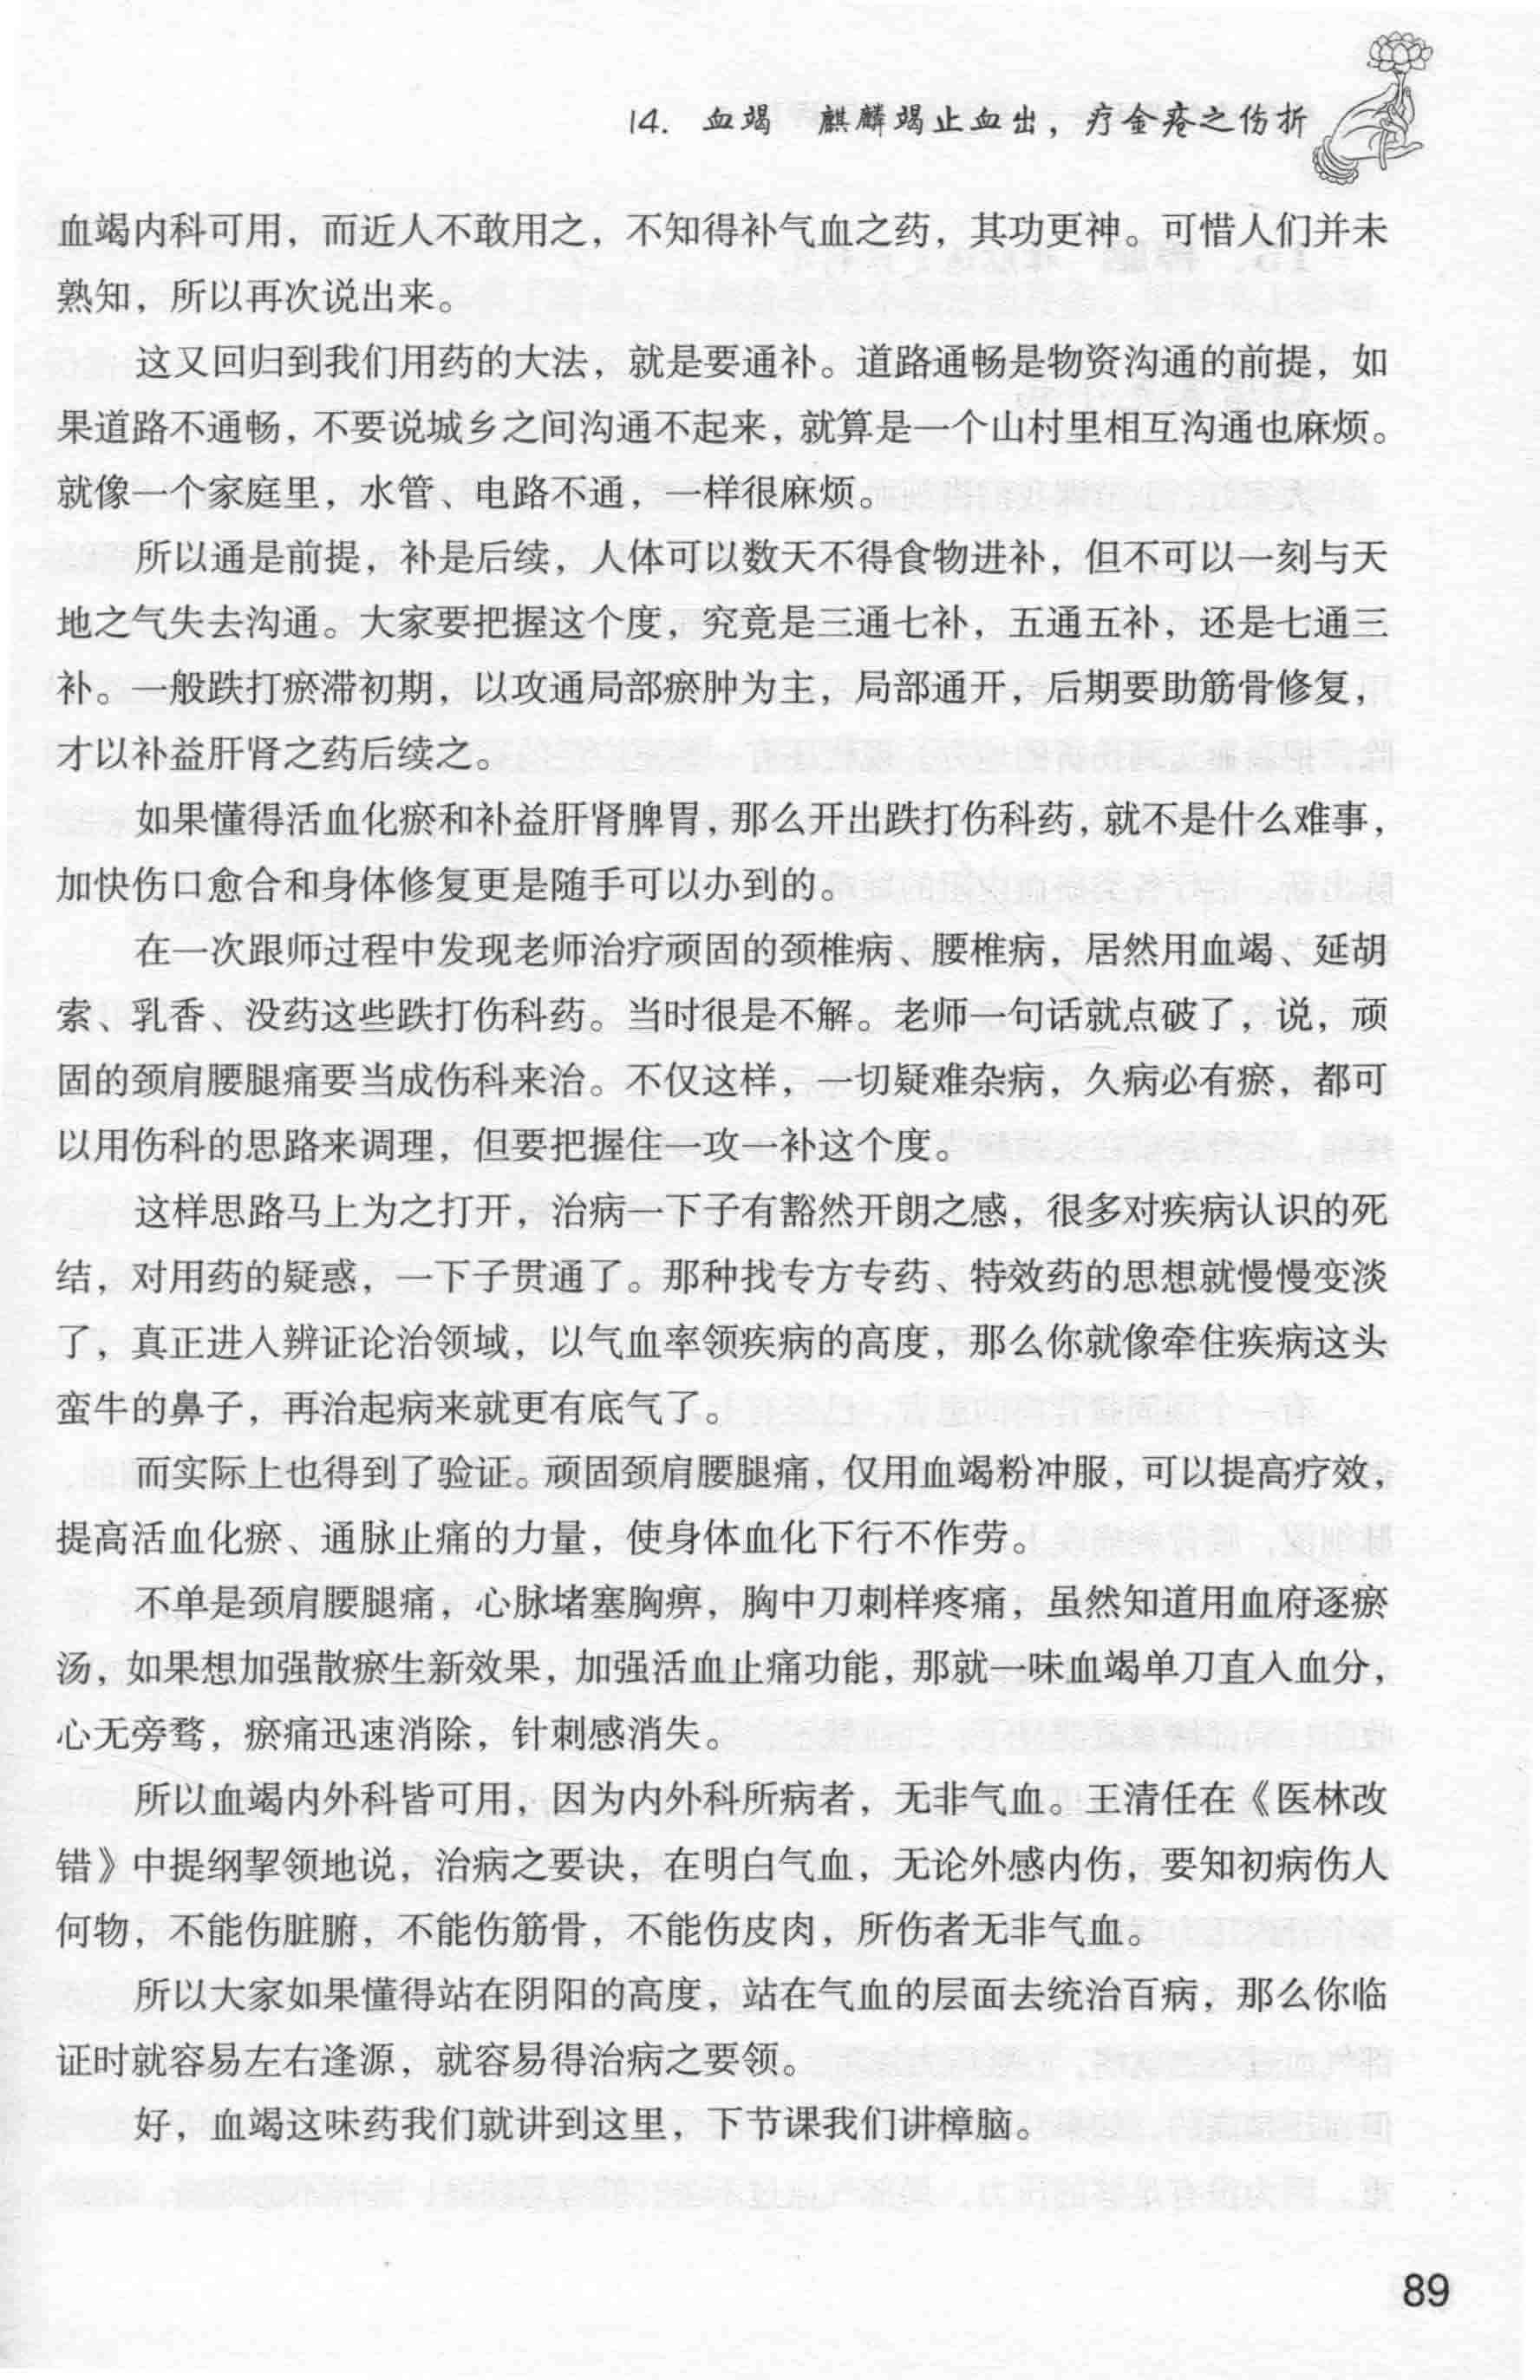 14. 血竭 麒麟竭止血出，疗金疮之伤折
血竭内科可用，而近人不敢用之，不知得补气血之药，其功更神。可惜人们并未
熟知，所以再次说出来。
这又回归到我们用药的大法，就是要通补。道路通畅是物资沟通的前提，如
果道路不通畅，不要说城乡之间沟通不起来，就算是一个山村里相互沟通也麻烦。
就像一个家庭里，水管、电路不通，一样很麻烦。
所以通是前提，补是后续，人体可以数天不得食物进补，但不可以一刻与天
地之气失去沟通。大家要把握这个度，究竟是三通七补，五通五补，还是七通三
补。一般跌打瘀滞初期，以攻通局部瘀肿为主，局部通开，后期要助筋骨修复，
才以补益肝肾之药后续之。
如果懂得活血化瘀和补益肝肾脾胃，那么开出跌打伤科药，就不是什么难事，
加快伤口愈合和身体修复更是随手可以办到的。
在一次跟师过程中发现老师治疗顽固的颈椎病、腰椎病，居然用血竭、延胡
索、乳香、没药这些跌打伤科药。当时很是不解。老师一句话就点破了，说，顽
固的颈肩腰腿痛要当成伤科来治。不仅这样，一切疑难杂病，久病必有瘀，都可
以用伤科的思路来调理，但要把握住一攻一补这个度。
这样思路马上为之打开，治病一下子有豁然开朗之感，很多对疾病认识的死
结，对用药的疑惑，一下子贯通了。那种找专方专药、特效药的思想就慢慢变淡
了，真正进入辨证论治领域，以气血率领疾病的高度，那么你就像牵住疾病这头
蛮牛的鼻子，再治起病来就更有底气了。
而实际上也得到了验证。顽固颈肩腰腿痛，仅用血竭粉冲服，可以提高疗效，
提高活血化瘀、通脉止痛的力量，使身体血化下行不作劳。
不单是颈肩腰腿痛，心脉堵塞胸痹，胸中刀刺样疼痛，虽然知道用血府逐瘀
汤，如果想加强散瘀生新效果，加强活血止痛功能，那就一味血竭单刀直入血分，
心无旁骛，瘀痛迅速消除，针刺感消失。
所以血竭内外科皆可用，因为内外科所病者，无非气血。王清任在《医林改
错》中提纲挈领地说，治病之要诀，在明白气血，无论外感内伤，要知初病伤人
何物，不能伤脏腑，不能伤筋骨，不能伤皮肉，所伤者无非气血。
所以大家如果懂得站在阴阳的高度，站在气血的层面去统治百病，那么你临
证时就容易左右逢源，就容易得治病之要领。
好，血竭这味药我们就讲到这里，下节课我们讲樟脑。
89